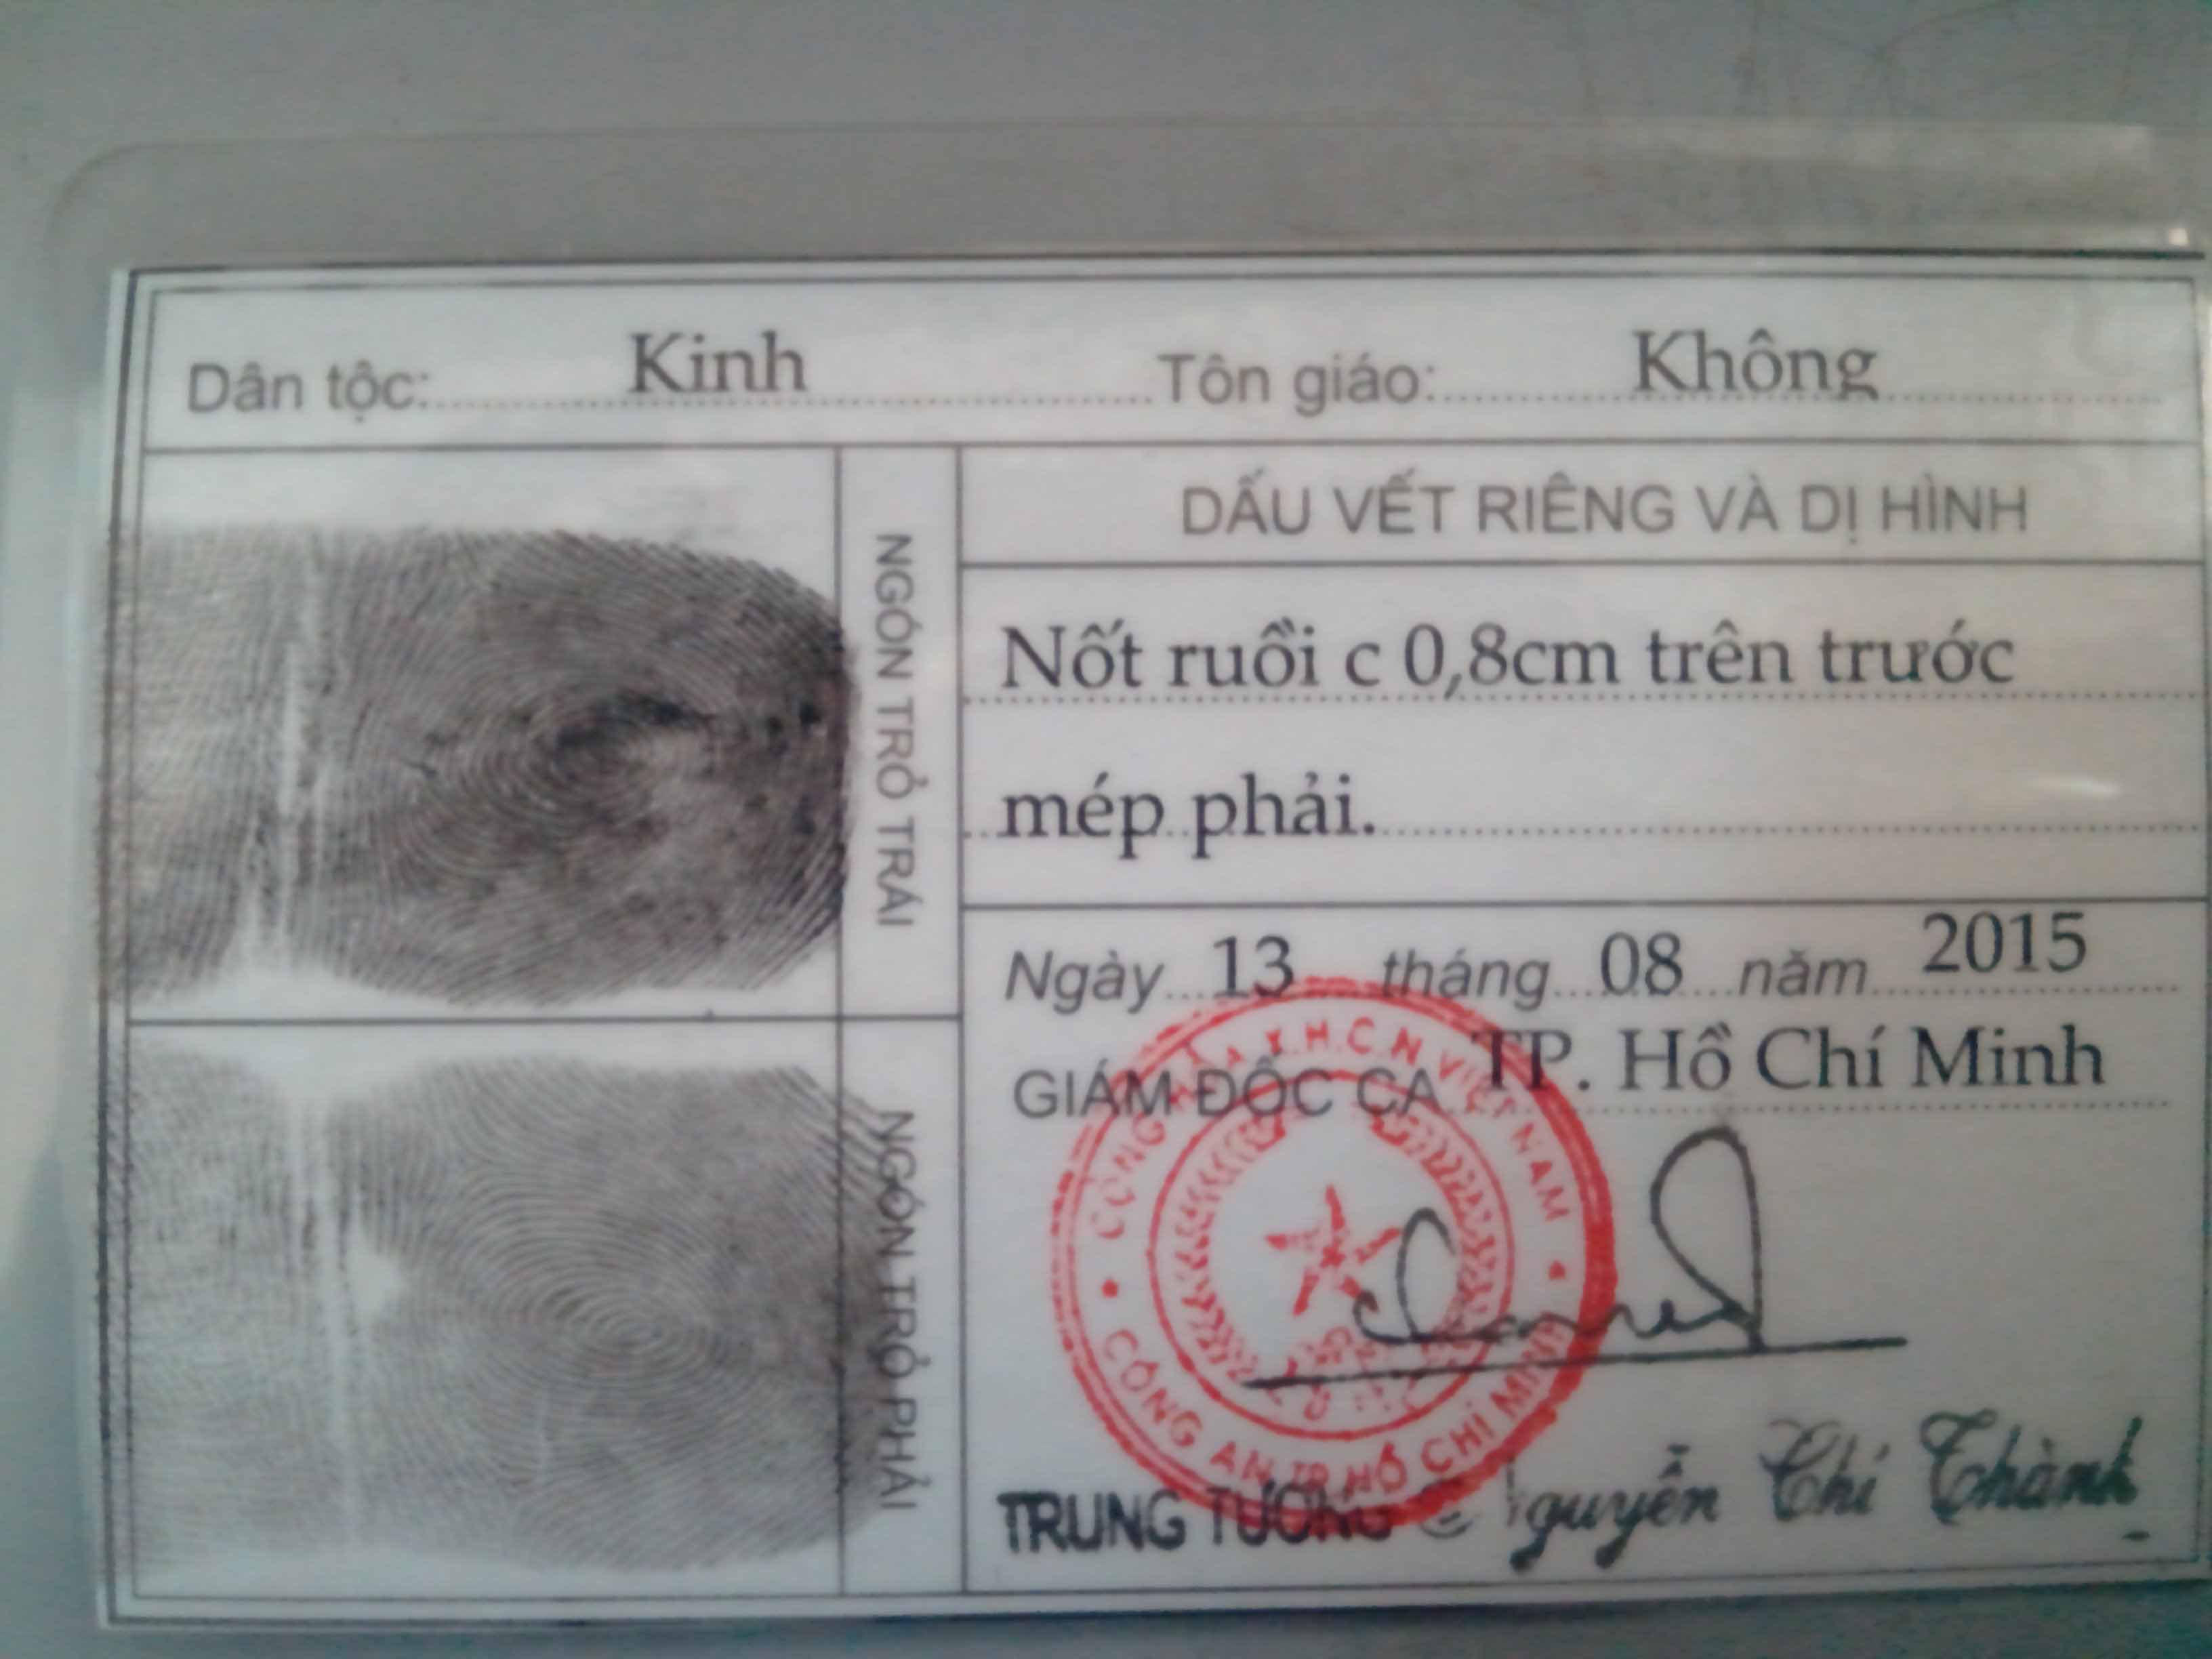 Dân tộc: Kinh Tôn giáo: Không
NGÓN TRỎ TRÁI
DẤU VẾT RIÊNG VÀ DỊ HÌNH
Nốt ruồi c 0,8cm trên trước
mép phải.
NGÓN TRỎ PHẢI
Ngày 13 tháng 08 năm 2015
GIÁM ĐỐC CA TP. Hồ Chí Minh
X.H.C.N VIỆT NAM
CÔNG AN TP. HỒ CHÍ MINH
TRUNG TƯỚNG Nguyễn Chí Thành